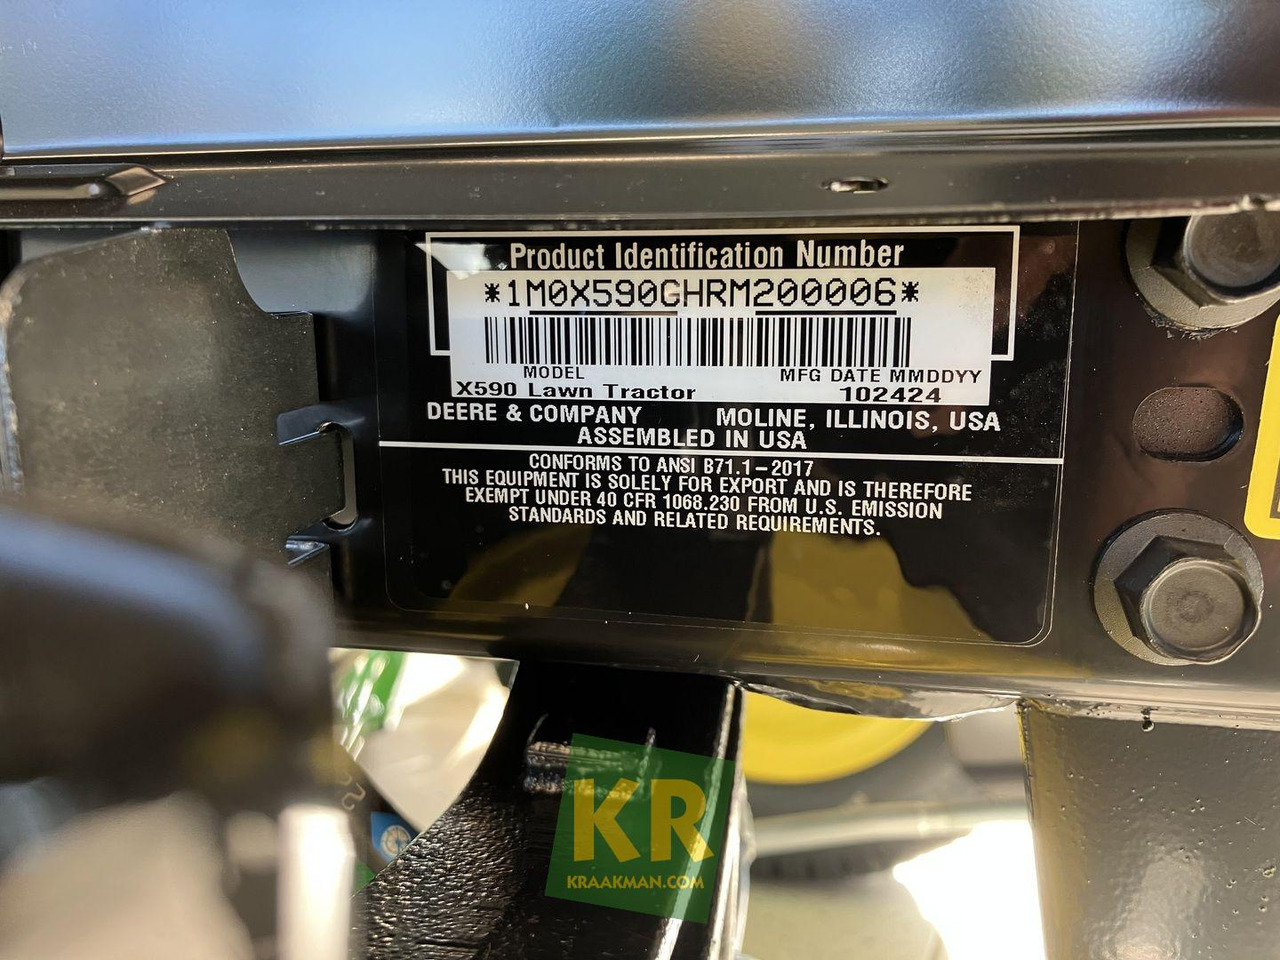 Product Identification Number
*1M0X590GHRM200006*
MODEL MFG DATE MMDDYY
X590 Lawn Tractor 102424
DEERE & COMPANY MOLINE, ILLINOIS, USA
ASSEMBLED IN USA
CONFORMS TO ANSI B71.1-2017
THIS EQUIPMENT IS SOLELY FOR EXPORT AND IS THEREFORE
EXEMPT UNDER 40 CFR 1068.230 FROM U.S. EMISSION
STANDARDS AND RELATED REQUIREMENTS.
KR
KRAAKMAN.COM